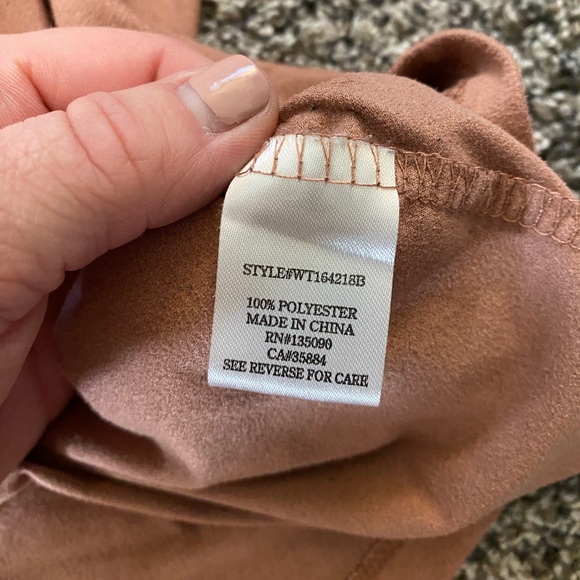 STYLE#WT164218B
100% POLYESTER
MADE IN CHINA
RN#135090
CA#35884
SEE REVERSE FOR CARE